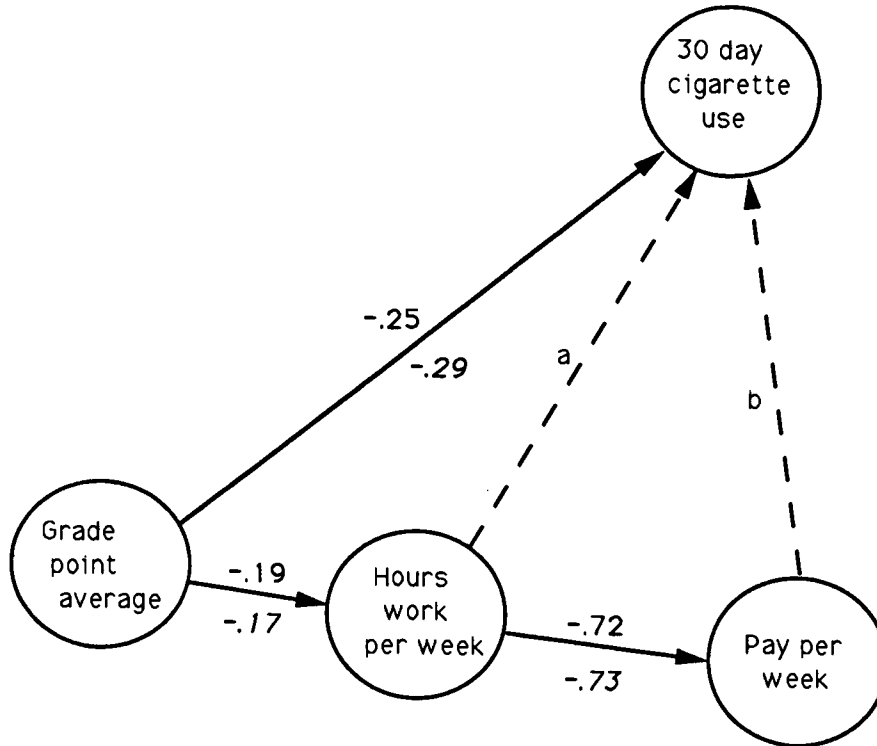 30 day
cigarette
use
-.25
-.29
a
b
Grade
point
average
-.19
-.17
Hours
work
per week
-.72
-.73
Pay per
week